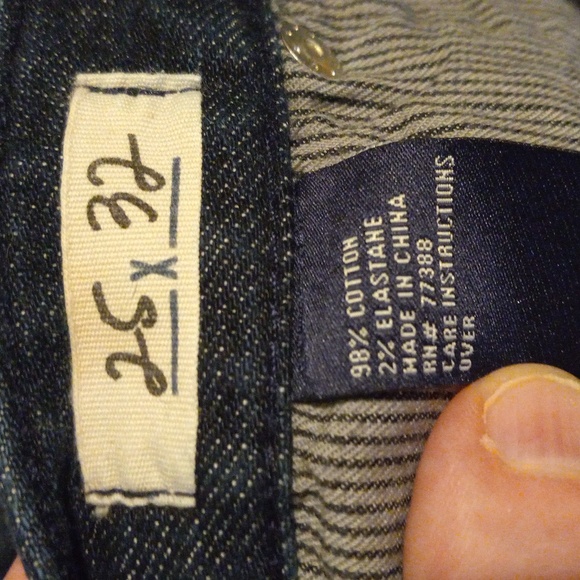 25 x 32
98% COTTON
2% ELASTANE
MADE IN CHINA
RN# 77388
CARE INSTRUCTIONS
OVER